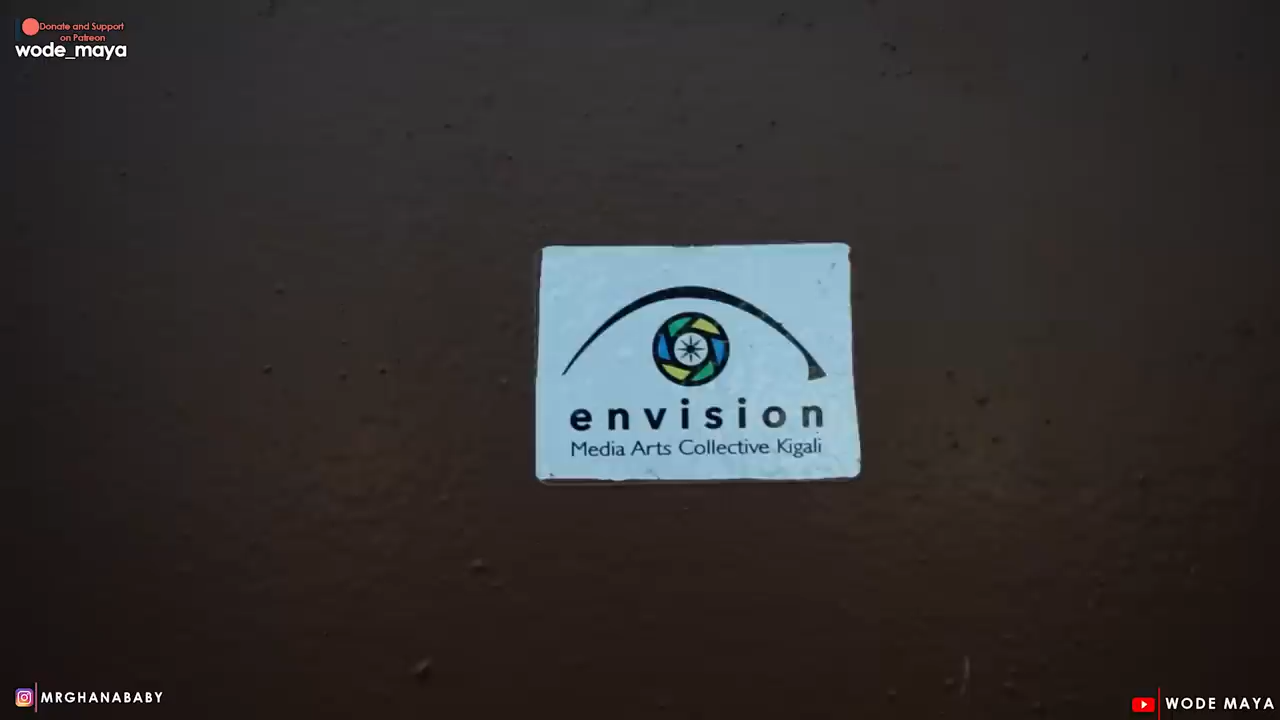 Donate and Support
on Patreon
wode_maya
envision
Media Arts Collective Kigali
MRGHANABABY
WODE MAYA